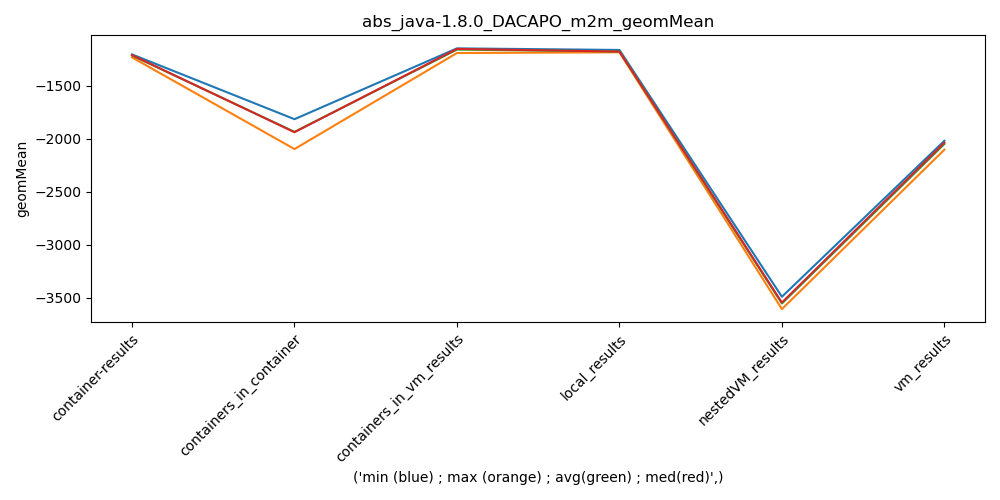 abs_java-1.8.0_DACAPO_m2m_geomMean
geomMean
−1500
−2000
−2500
−3000
−3500
container-results
containers_in_container
containers_in_vm_results
local_results
nestedVM_results
vm_results
('min (blue) ; max (orange) ; avg(green) ; med(red)',)